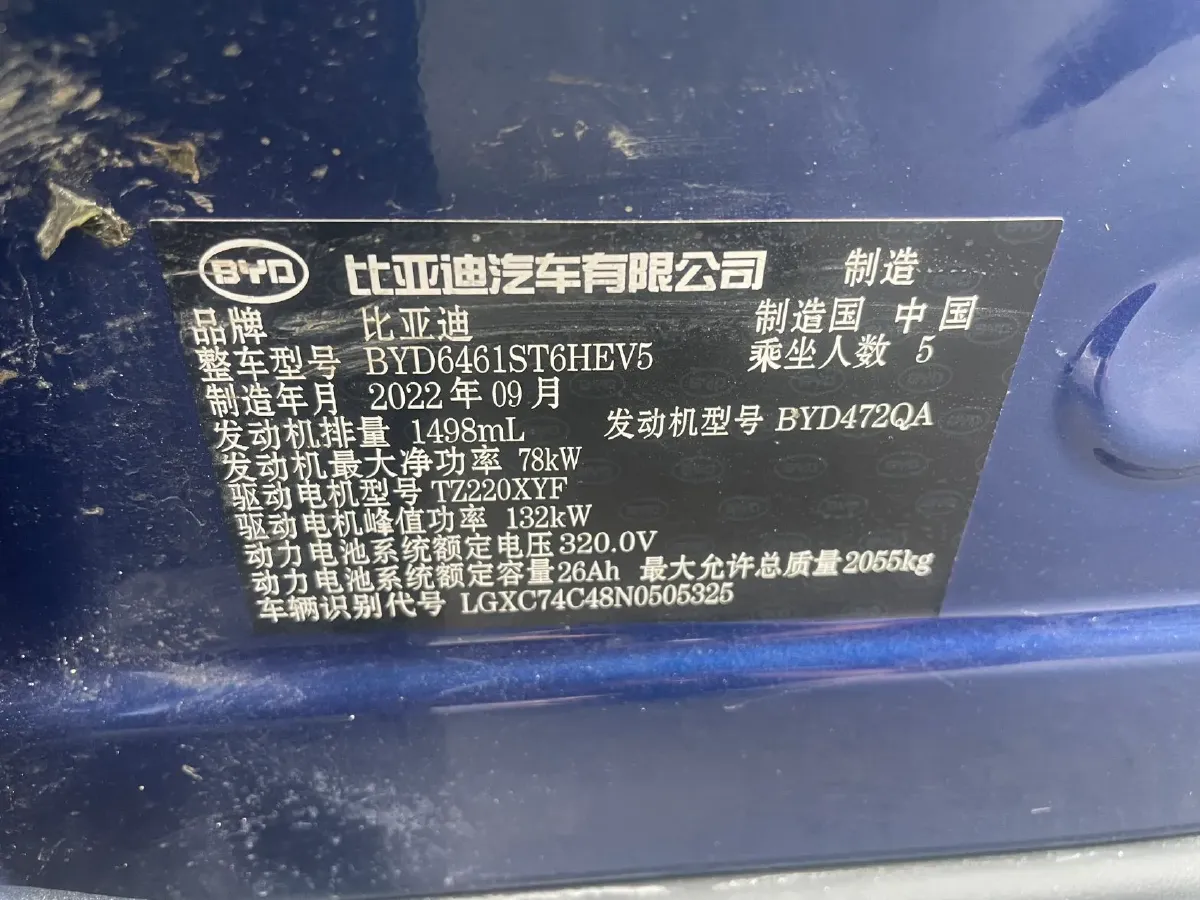 BYD 比亚迪汽车有限公司 制造
品牌 比亚迪 制造国 中国
整车型号 BYD6461ST6HEV5 乘坐人数 5
制造年月 2022年09月
发动机排量 1498mL 发动机型号 BYD472QA
发动机最大净功率 78kW
驱动电机型号 TZ220XYF
驱动电机峰值功率 132kW
动力电池系统额定电压 320.0V
动力电池系统额定容量 26Ah 最大允许总质量 2055kg
车辆识别代号 LGXC74C48N0505325